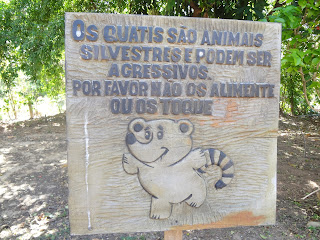 OS QUATIS SÃO ANIMAIS
SILVESTRES E PODEM SER
AGRESSIVOS.
POR FAVOR NÃO OS ALIMENTE
OU OS TOQUE